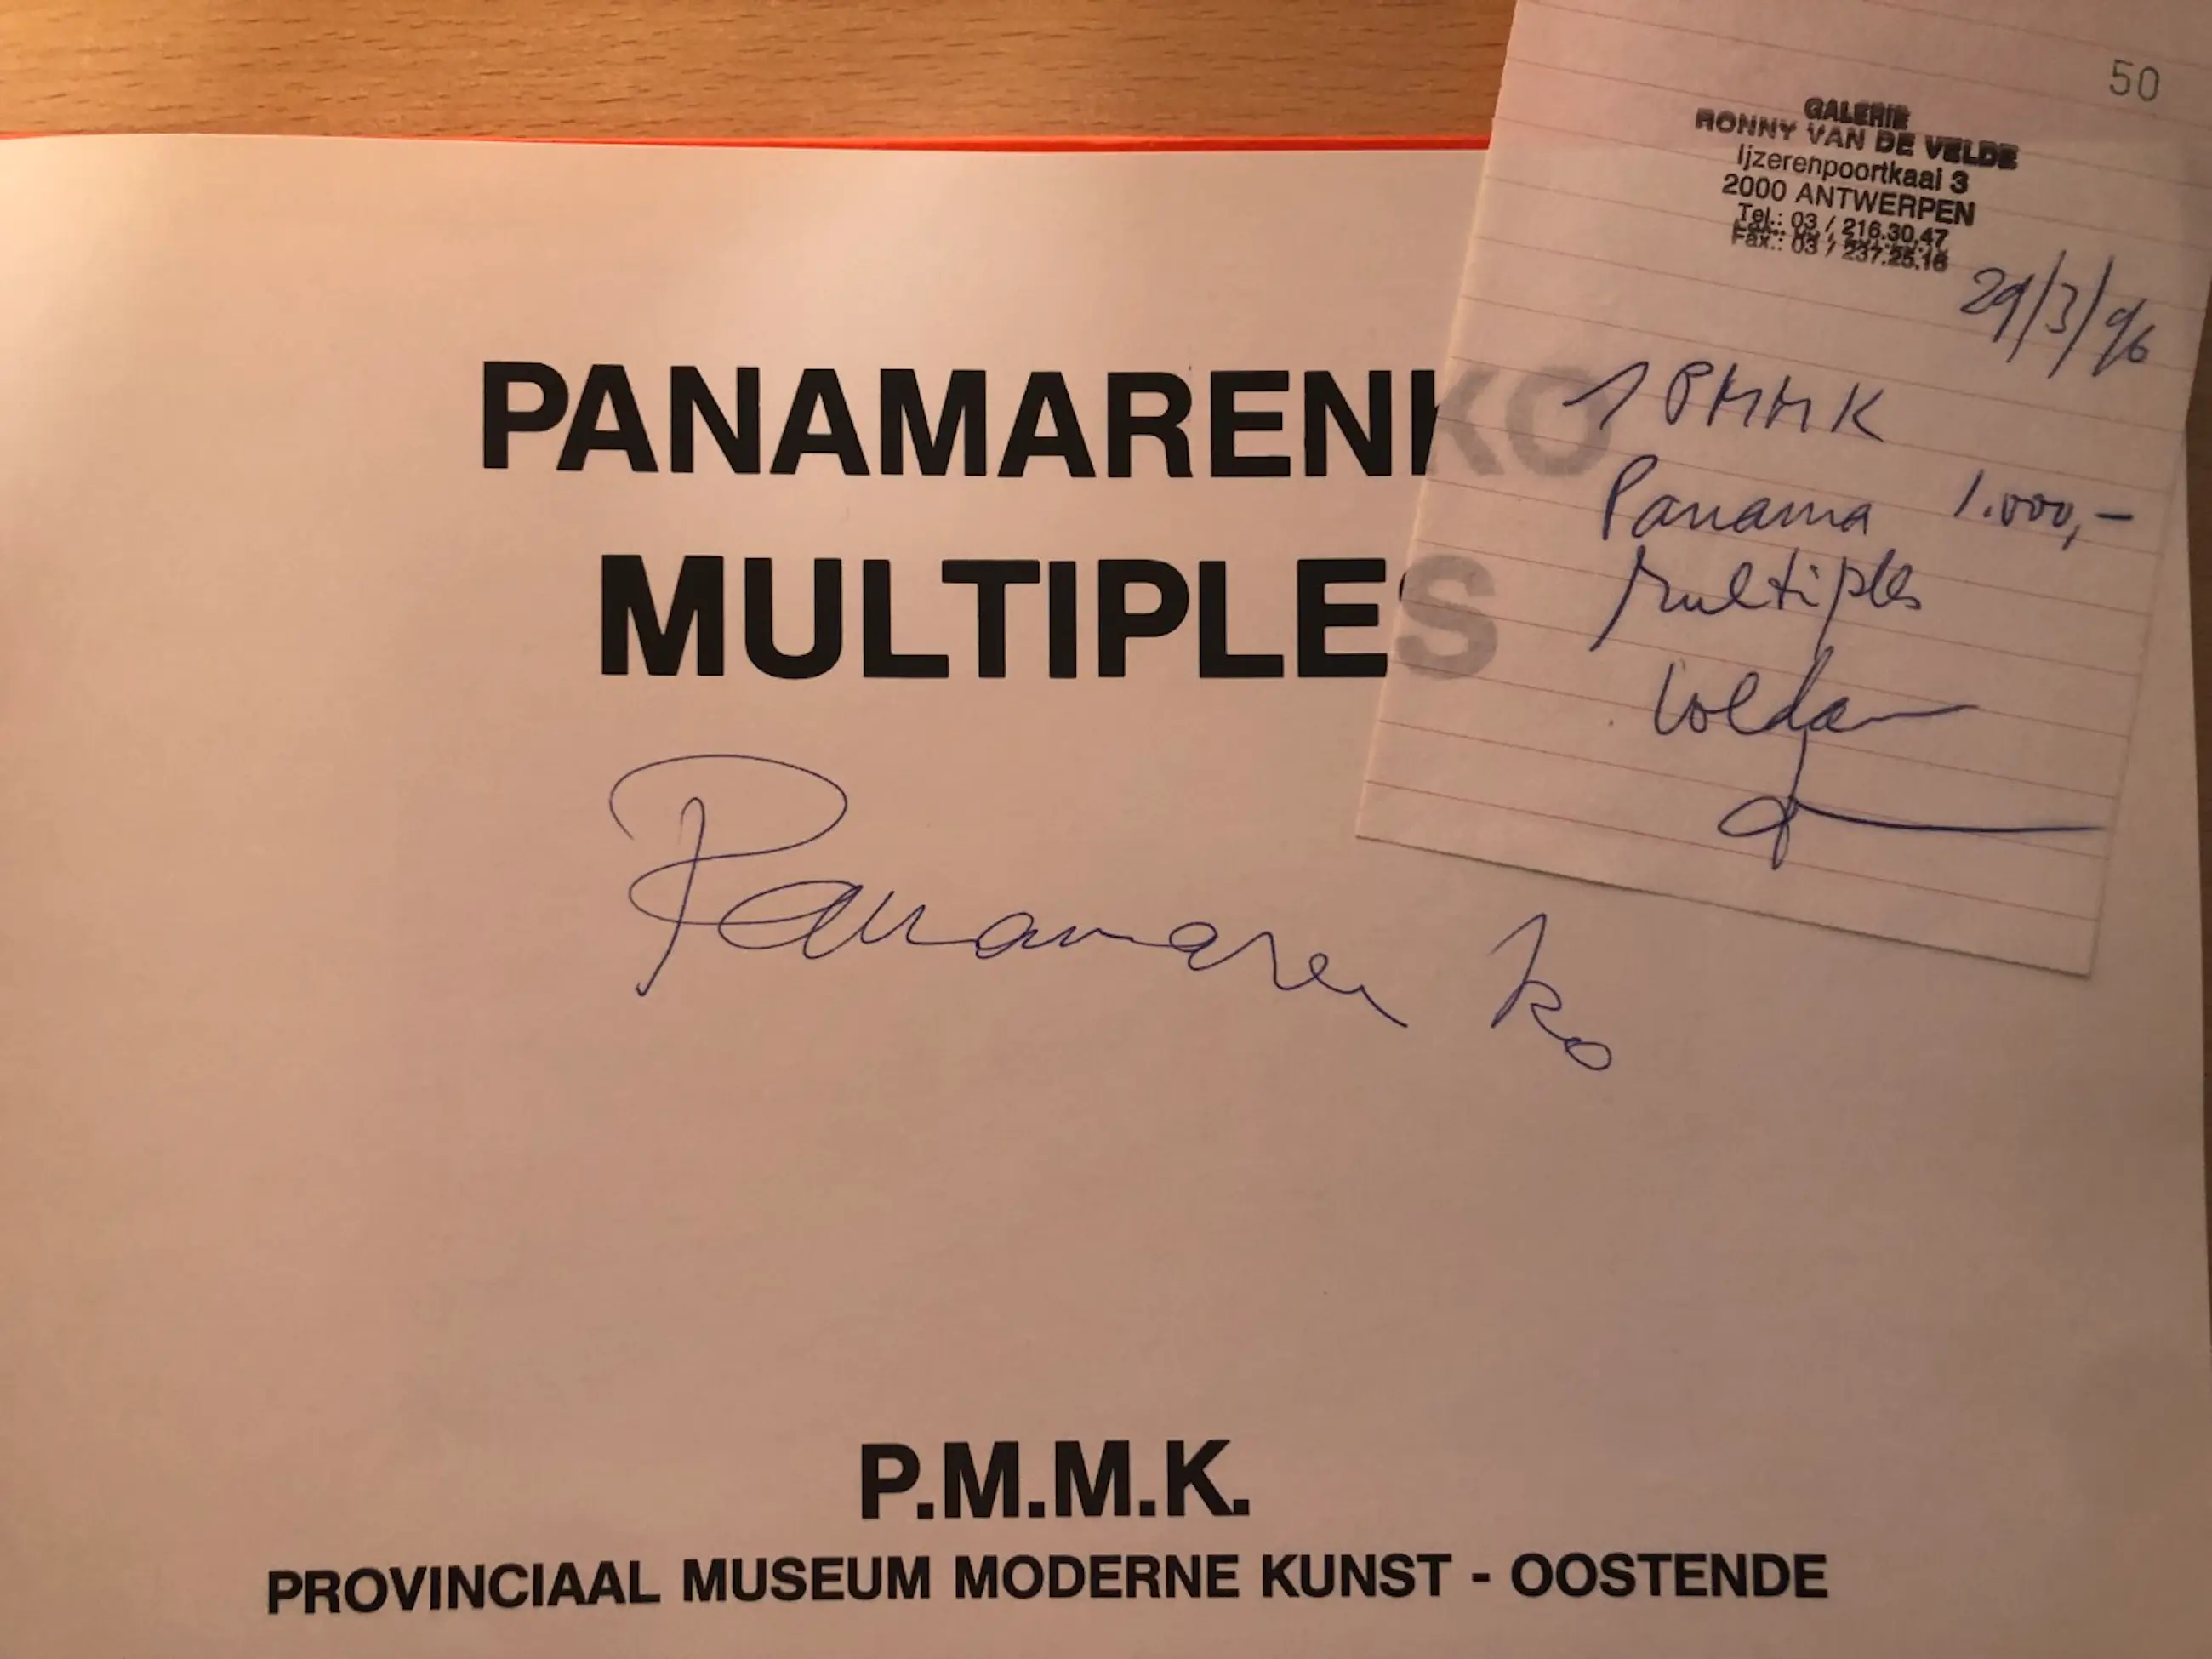 PANAMARENKO
MULTIPLES
Panamarenko
P.M.M.K.
PROVINCIAAL MUSEUM MODERNE KUNST - OOSTENDE
50
GALERIE
RONNY VAN DE VELDE
Ijzerenpoortkaai 3
2000 ANTWERPEN
Tel.: 03 / 216.30.47
Fax.: 03 / 237.25.16
29/3/96
1 PMMK
Panama 1.000,-
Multiples
Voldaan